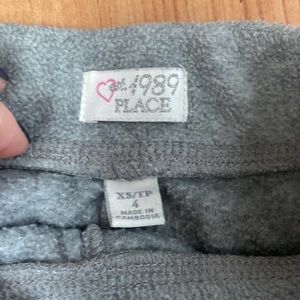 est. 1989
PLACE
XS/TP
4
MADE IN
CAMBODIA